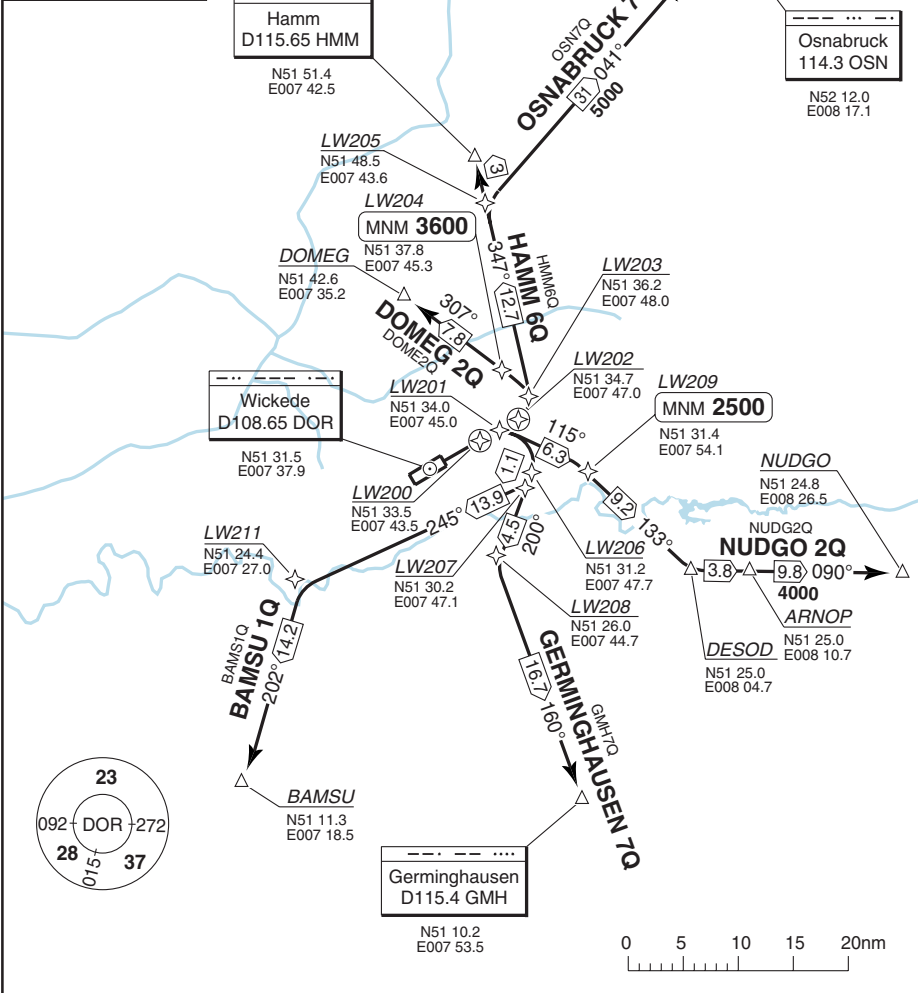 Hamm
D115.65 HMM
N51 51.4
E007 42.5
OSNABRUCK 7
OSN7Q
31
041°
5000
Osnabruck
114.3 OSN
N52 12.0
E008 17.1
LW205
N51 48.5
E007 43.6
3
LW204
MNM 3600
N51 37.8
E007 45.3
DOMEG
N51 42.6
E007 35.2
347°
12.7
HAMM 6Q
HMM6Q
LW203
N51 36.2
E007 48.0
307°
7.8
DOMEG 2Q
DOME2Q
LW202
N51 34.7
E007 47.0
LW201
N51 34.0
E007 45.0
LW209
MNM 2500
N51 31.4
E007 54.1
Wickede
D108.65 DOR
N51 31.5
E007 37.9
115°
6.3
1.1
NUDGO
N51 24.8
E008 26.5
LW200
N51 33.5
E007 43.5
245°
13.9
4.5
200°
9.2
133°
LW211
N51 24.4
E007 27.0
LW207
N51 30.2
E007 47.1
LW206
N51 31.2
E007 47.7
NUDG2Q
NUDGO 2Q
3.8
9.8
090°
4000
LW208
N51 26.0
E007 44.7
ARNOP
N51 25.0
E008 10.7
DESOD
N51 25.0
E008 04.7
BAMS1Q
BAMSU 1Q
202°
14.2
16.7
160°
GERMINGHAUSEN 7Q
GMH7Q
BAMSU
N51 11.3
E007 18.5
23
092
DOR
272
28
015
37
Germinghausen
D115.4 GMH
N51 10.2
E007 53.5
0 5 10 15 20nm